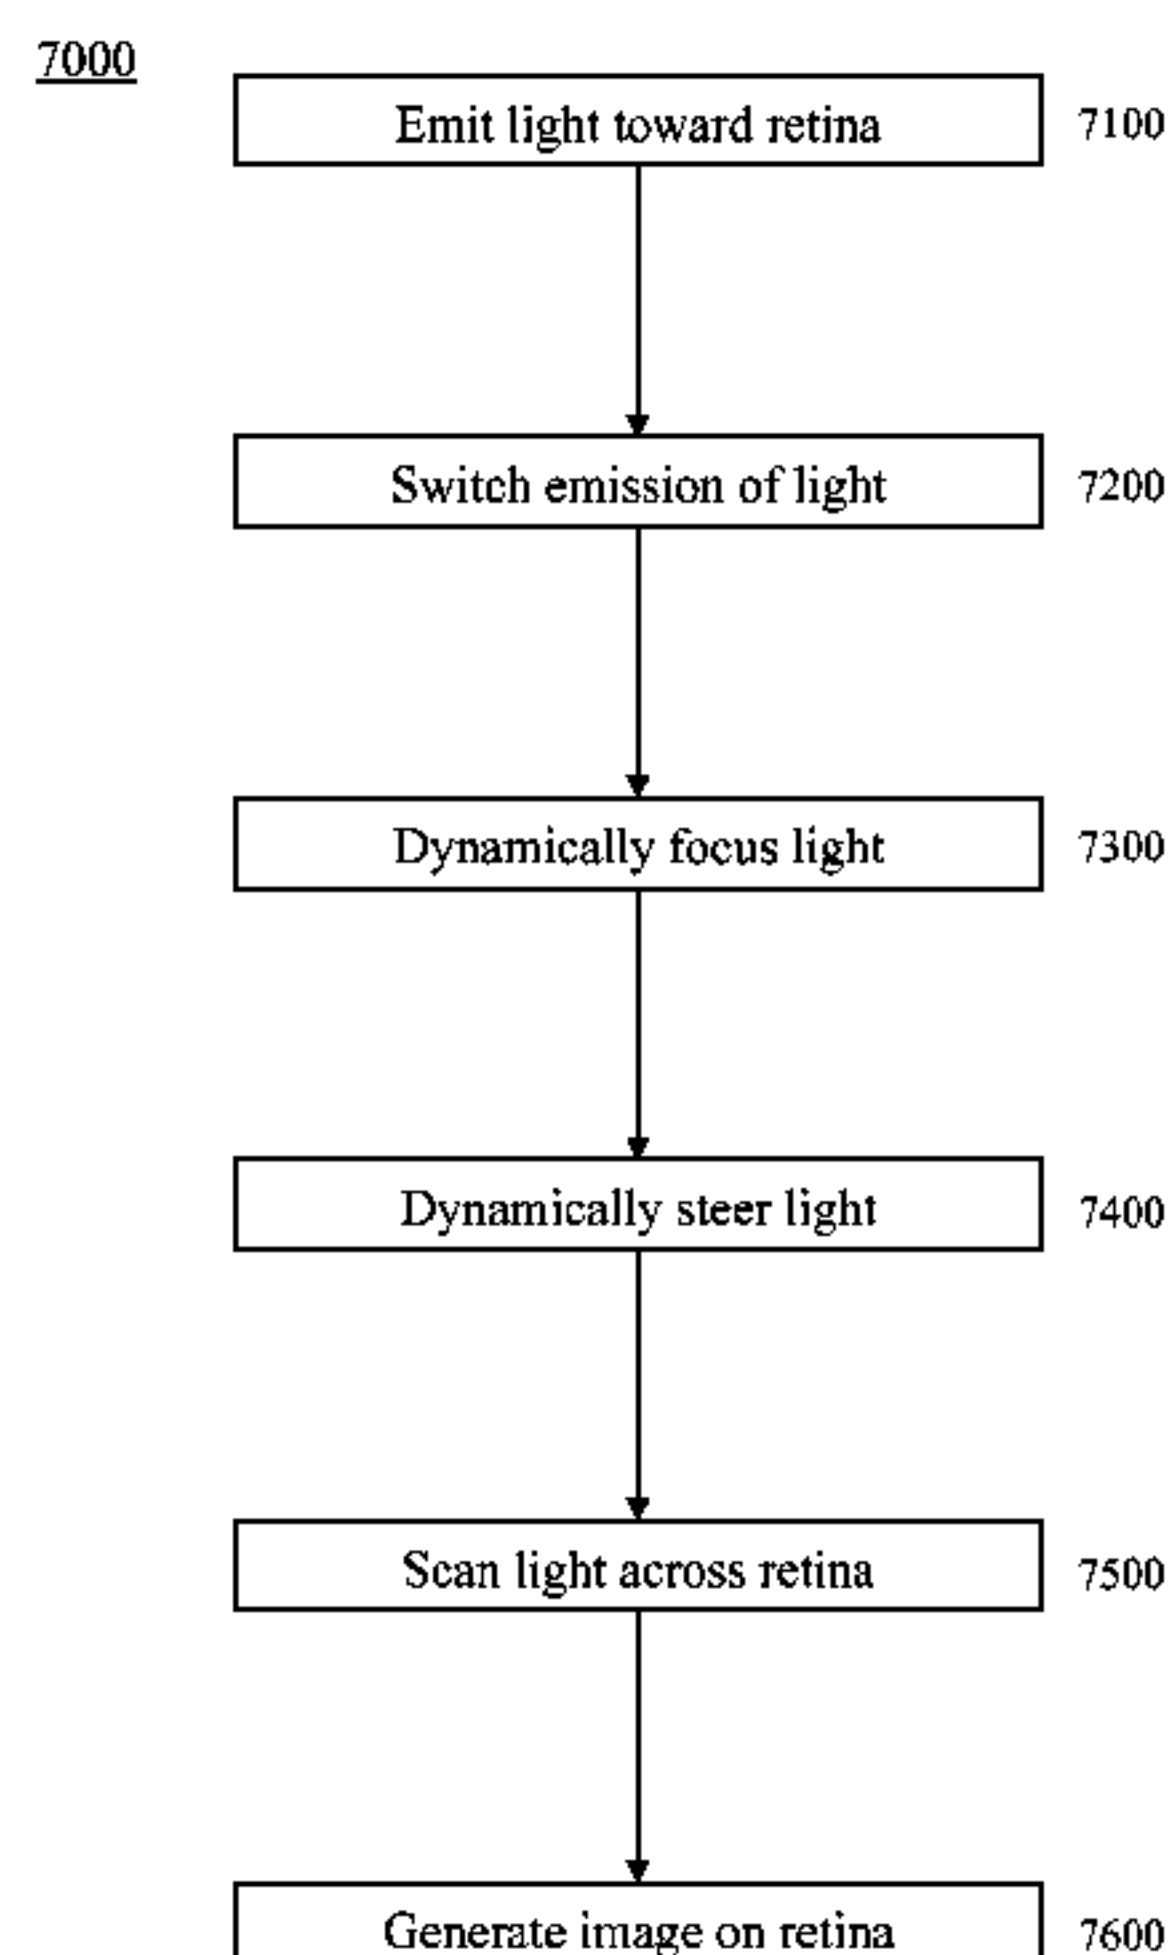 7000
Emit light toward retina 7100
Switch emission of light 7200
Dynamically focus light 7300
Dynamically steer light 7400
Scan light across retina 7500
Generate image on retina 7600